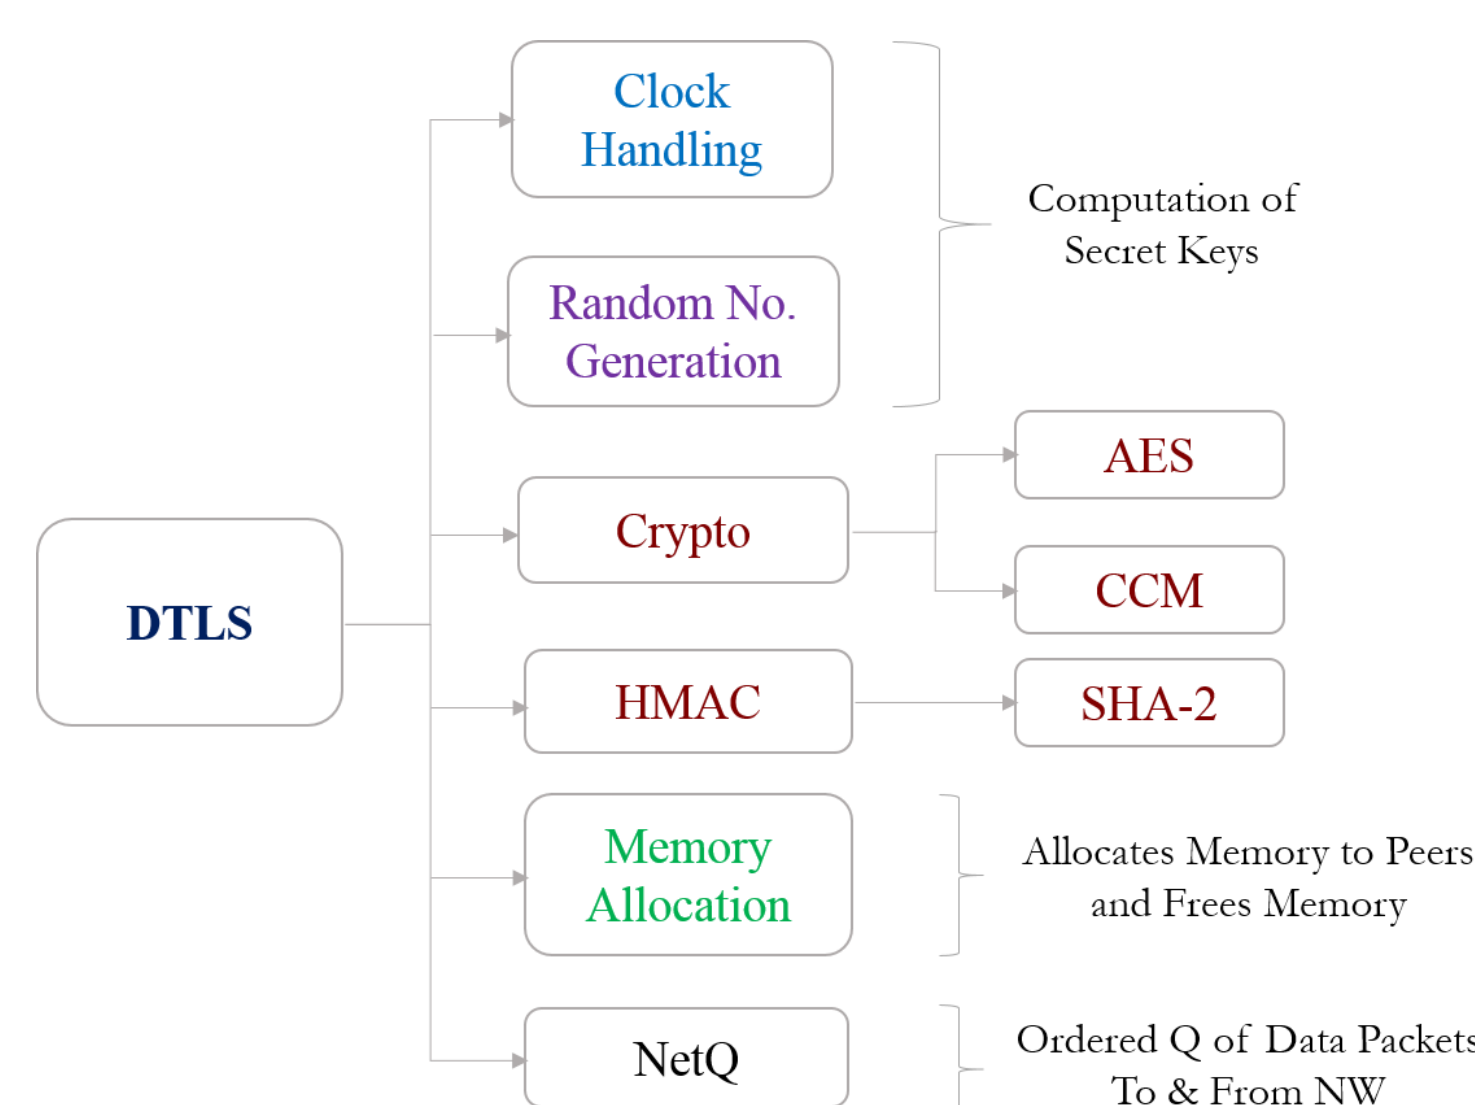 Clock
Handling
Computation of
Secret Keys
Random No.
Generation
AES
Crypto
CCM
DTLS
HMAC
SHA-2
Memory
Allocation
Allocates Memory to Peers
and Frees Memory
NetQ
Ordered Q of Data Packets
To & From NW